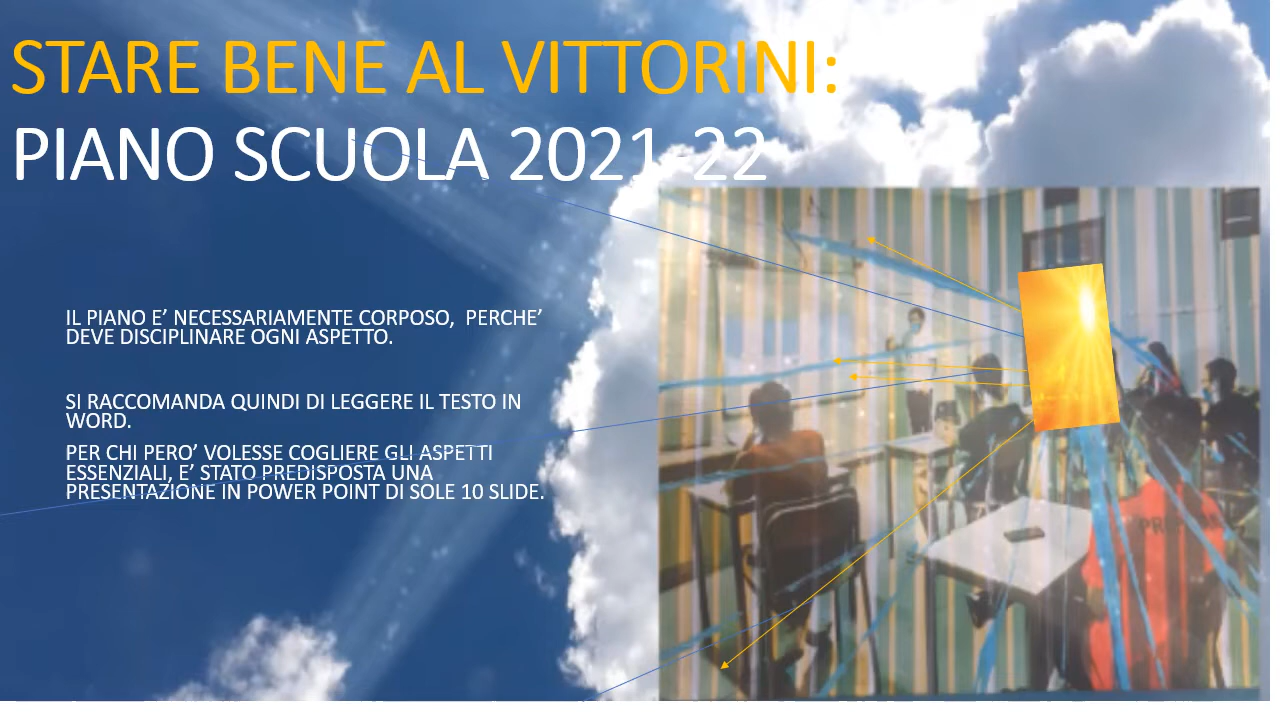 STARE BENE AL VITTORINI:
PIANO SCUOLA 2021-22
IL PIANO E' NECESSARIAMENTE CORPOSO, PERCHE'
DEVE DISCIPLINARE OGNI ASPETTO.
SI RACCOMANDA QUINDI DI LEGGERE IL TESTO IN
WORD.
PER CHI PERO' VOLESSE COGLIERE GLI ASPETTI
ESSENZIALI, E' STATO PREDISPOSTA UNA
PRESENTAZIONE IN POWER POINT DI SOLE 10 SLIDE.